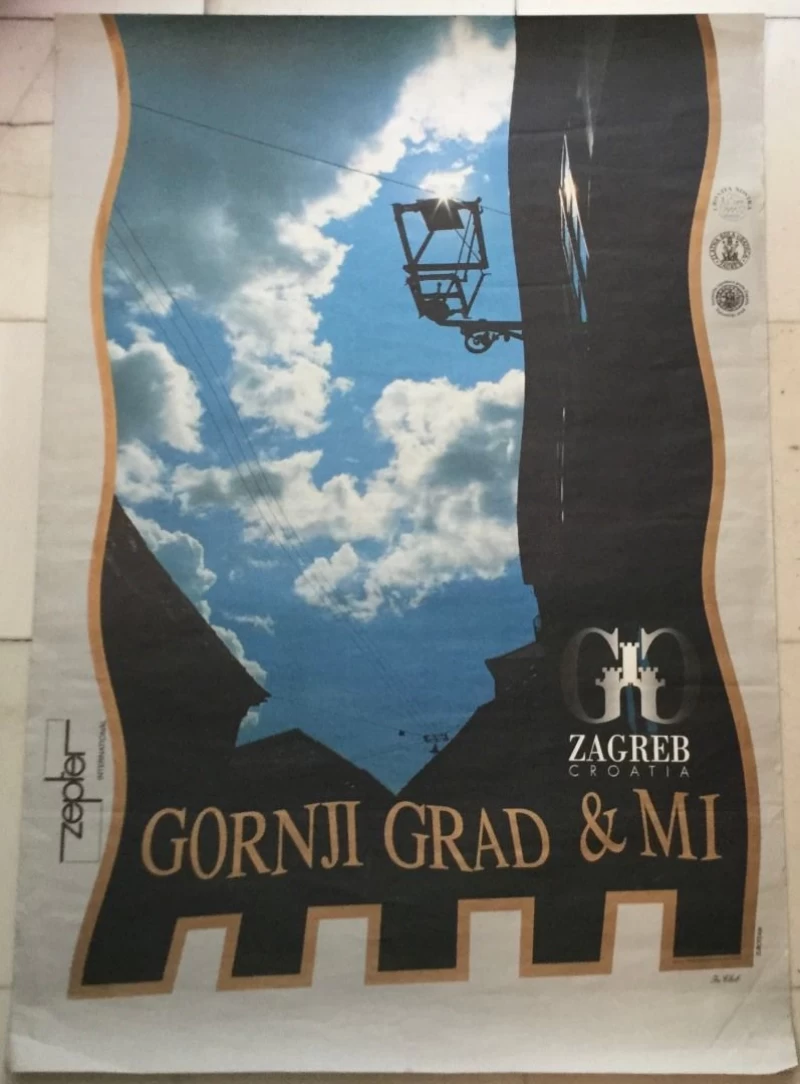 zepter
INTERNATIONAL
ZAGREB
CROATIA
GORNJI GRAD & MI